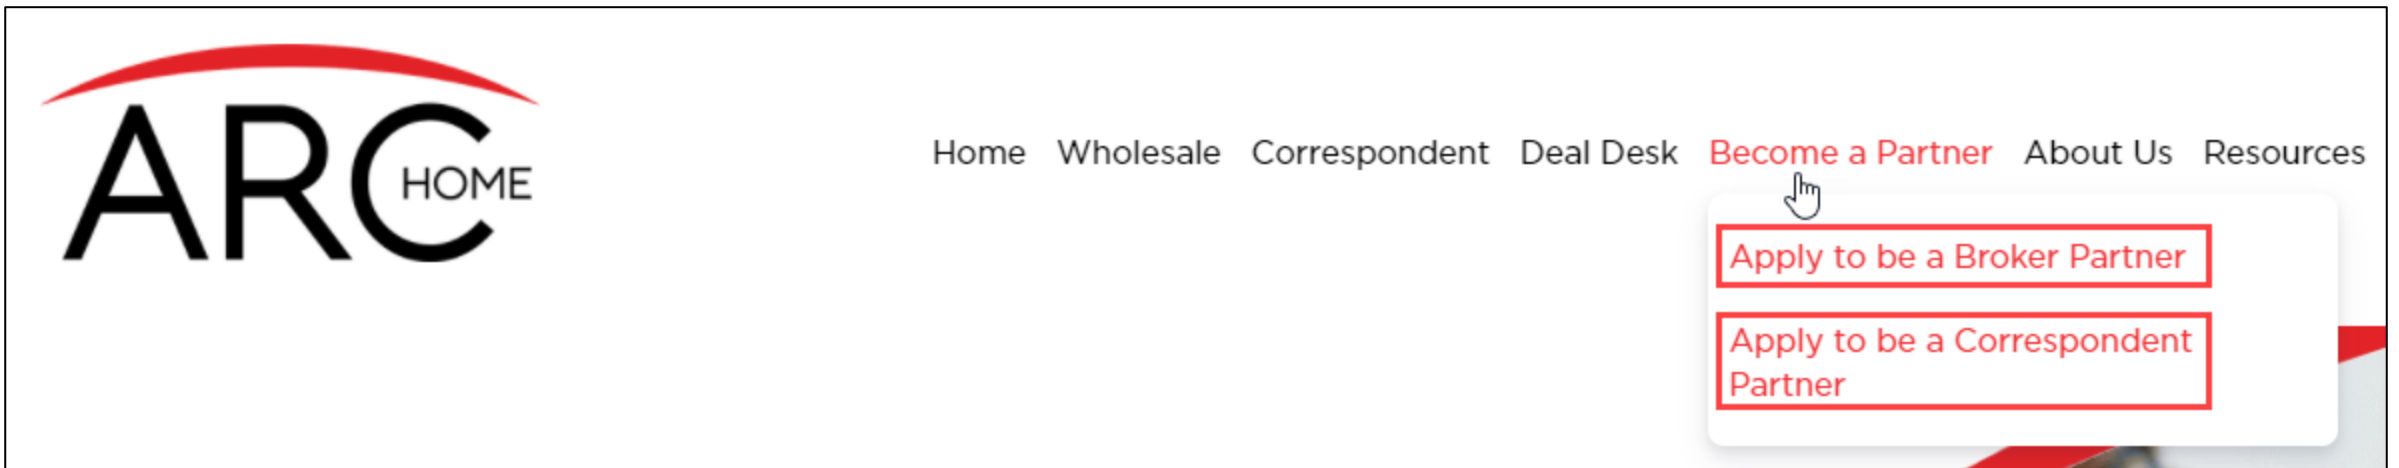 ARC
HOME
Home Wholesale Correspondent Deal Desk Become a Partner About Us Resources
Apply to be a Broker Partner
Apply to be a Correspondent
Partner